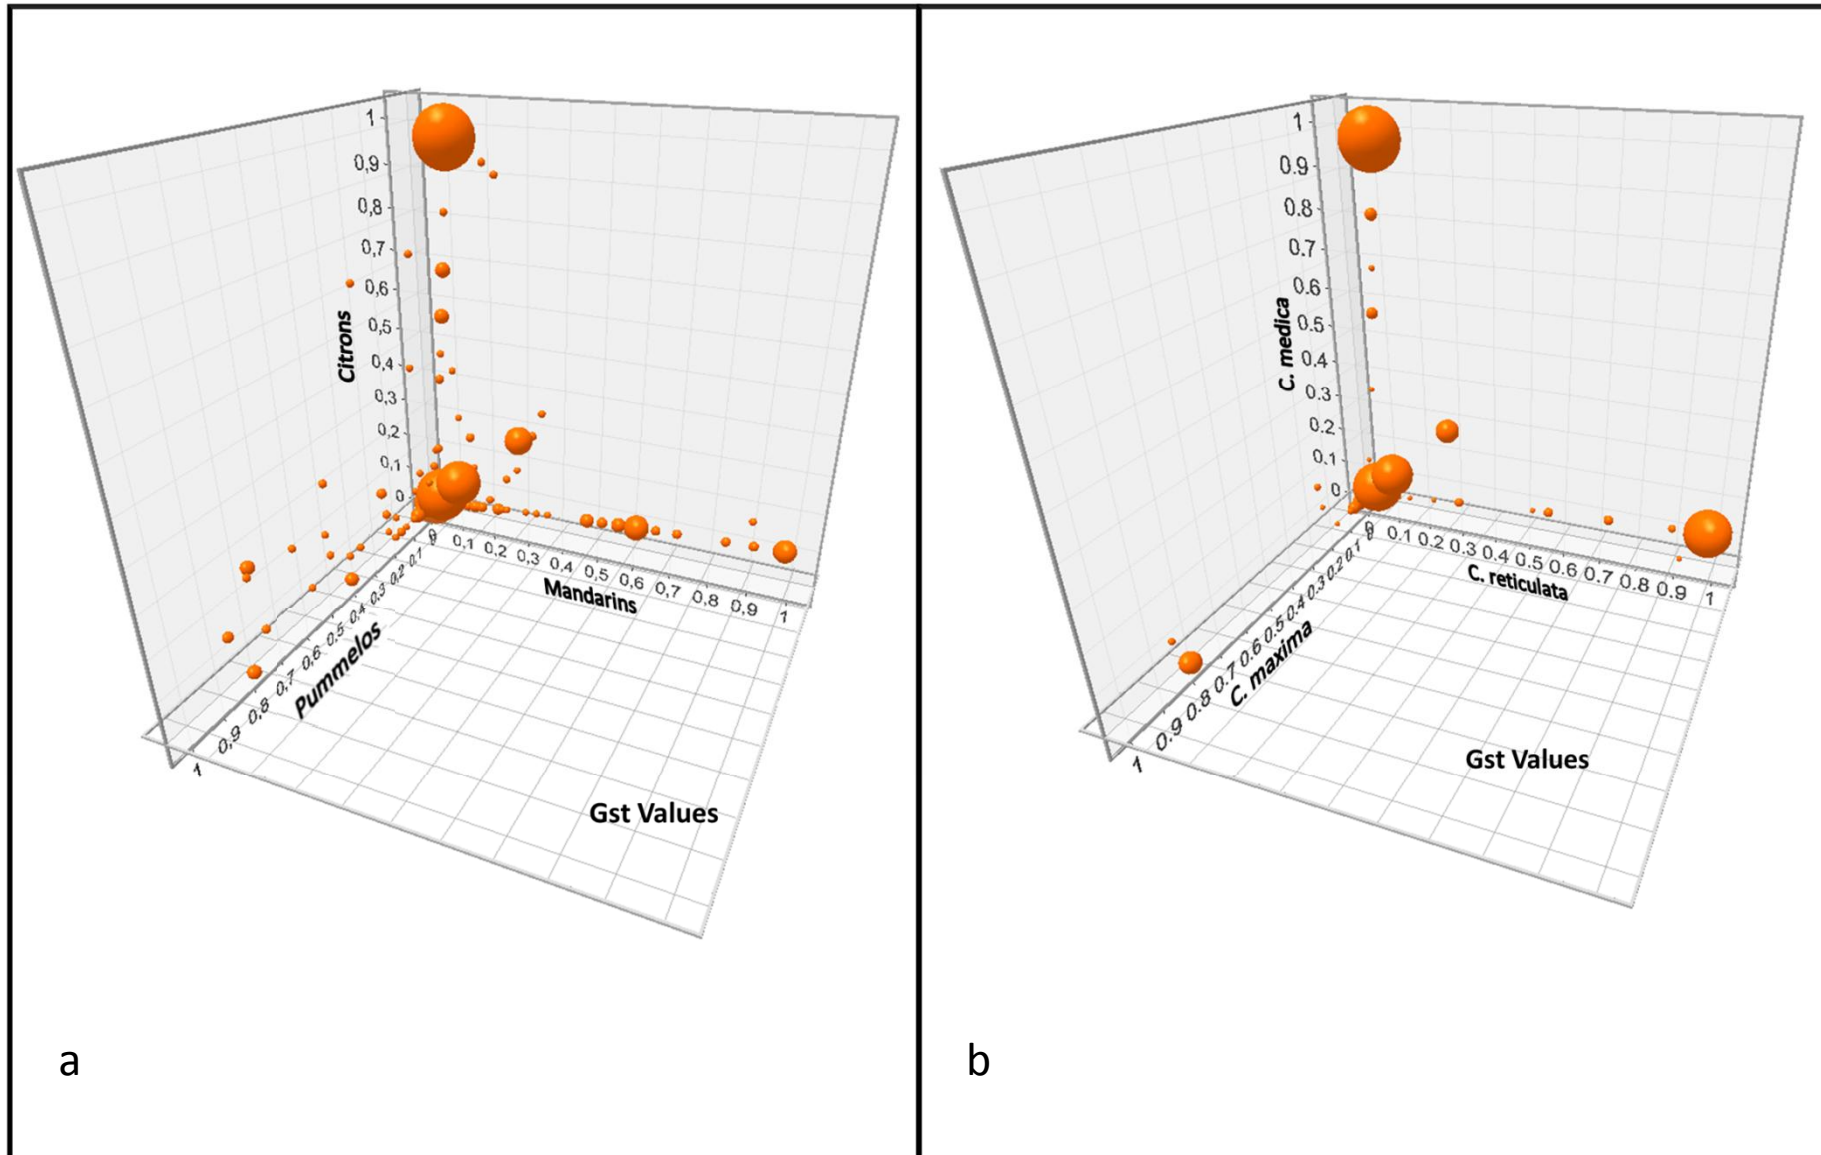 1
0,9
0,8
0,7
0,6
0,5
0,4
0,3
0,2
0,1
0
Citrons
0 0,1 0,2 0,3 0,4 0,5 0,6 0,7 0,8 0,9 1
Mandarins
0,1 0,2 0,3 0,4 0,5 0,6 0,7 0,8 0,9 1
Pummelos
Gst Values
a
1
0.9
0.8
0.7
0.6
0.5
0.4
0.3
0.2
0.1
0
C. medica
0 0.1 0.2 0.3 0.4 0.5 0.6 0.7 0.8 0.9 1
C. reticulata
0 0.1 0.2 0.3 0.4 0.5 0.6 0.7 0.8 0.9 1
C. maxima
Gst Values
b